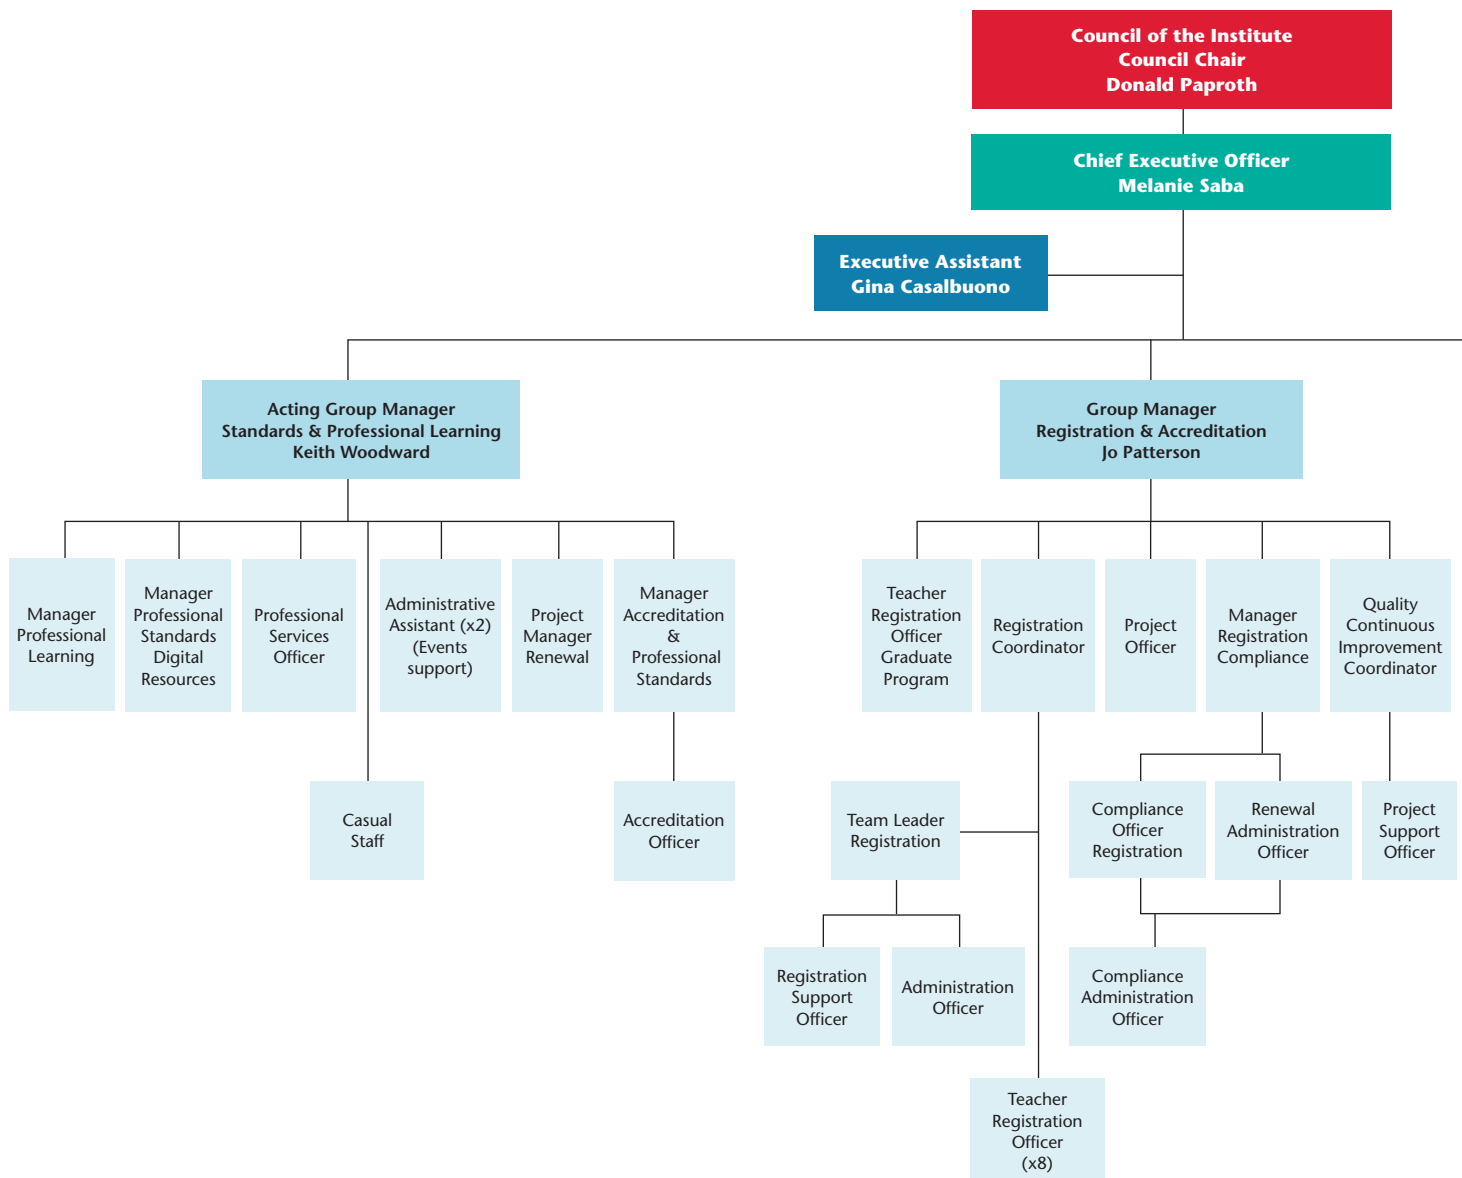 Council of the Institute
Council Chair
Donald Paproth
Chief Executive Officer
Melanie Saba
Executive Assistant
Gina Casalbuono
Acting Group Manager
Standards & Professional Learning
Keith Woodward
Group Manager
Registration & Accreditation
Jo Patterson
Manager
Professional
Learning
Manager
Professional
Standards
Digital
Resources
Professional
Services
Officer
Administrative
Assistant (x2)
(Events
support)
Project
Manager
Renewal
Manager
Accreditation
&
Professional
Standards
Teacher
Registration
Officer
Graduate
Program
Registration
Coordinator
Project
Officer
Manager
Registration
Compliance
Quality
Continuous
Improvement
Coordinator
Casual
Staff
Accreditation
Officer
Team Leader
Registration
Compliance
Officer
Registration
Renewal
Administration
Officer
Project
Support
Officer
Registration
Support
Officer
Administration
Officer
Compliance
Administration
Officer
Teacher
Registration
Officer
(x8)